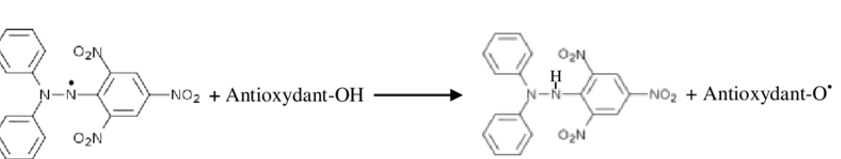 O₂N O₂N
H
N–N• NO₂ + Antioxydant-OH N–N NO₂ + Antioxydant-O•
O₂N O₂N